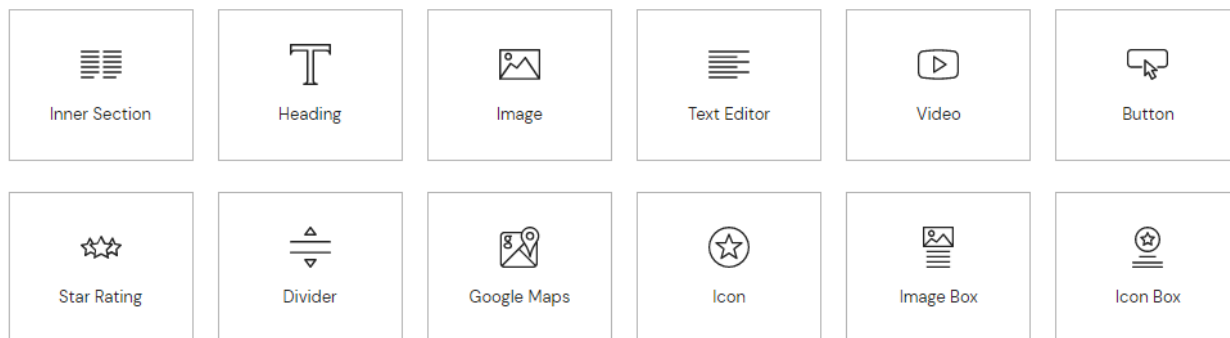 Inner Section
Heading
Image
Text Editor
Video
Button
Star Rating
Divider
g
Google Maps
Icon
Image Box
Icon Box